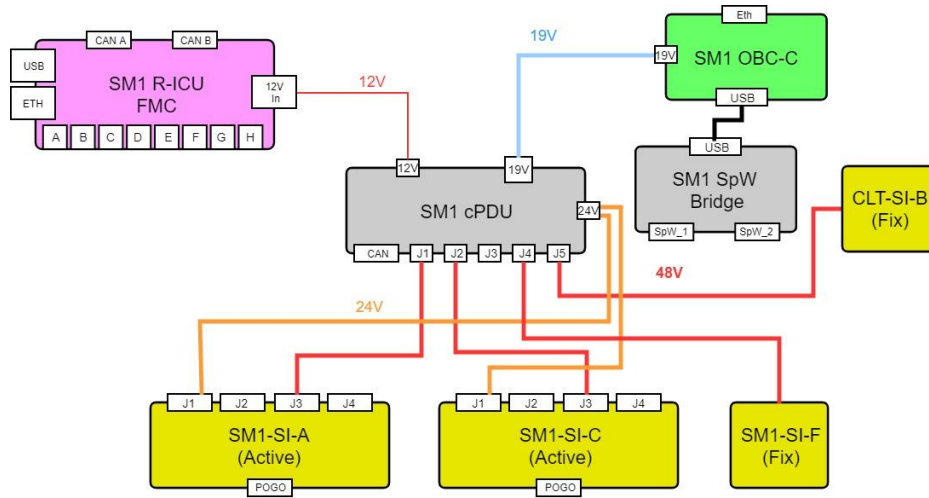 CAN A
CAN B
Eth
USB
ETH
SM1 R-ICU
FMC
12V
In
A B C D E F G H
12V
19V
19V
SM1 OBC-C
USB
USB
SM1 SpW
Bridge
SpW_1
SpW_2
CLT-SI-B
(Fix)
12V
19V
SM1 cPDU
24V
CAN
J1
J2
J3
J4
J5
48V
24V
J1
J2
J3
J4
SM1-SI-A
(Active)
POGO
J1
J2
J3
J4
SM1-SI-C
(Active)
POGO
SM1-SI-F
(Fix)